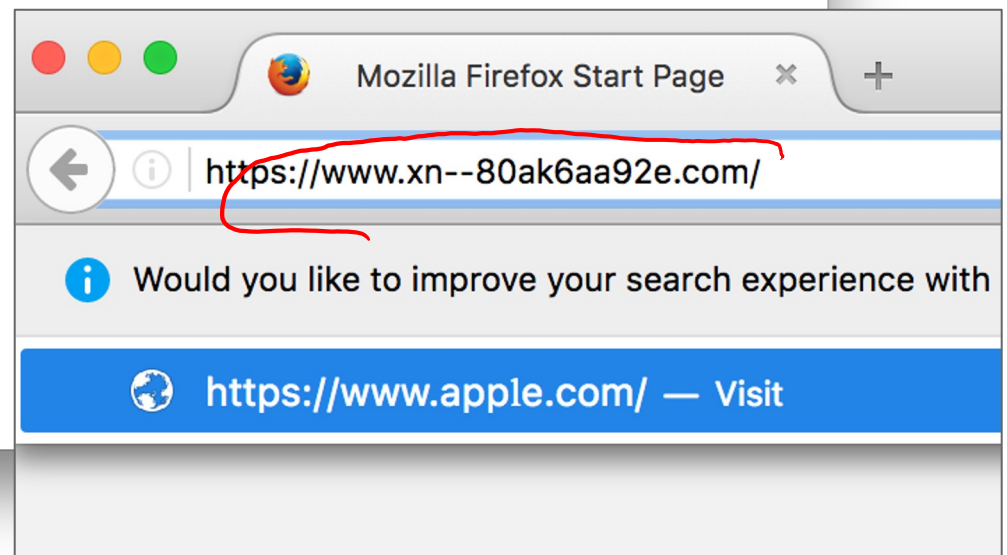 Mozilla Firefox Start Page
https://www.xn--80ak6aa92e.com/
Would you like to improve your search experience with
https://www.apple.com/ — Visit